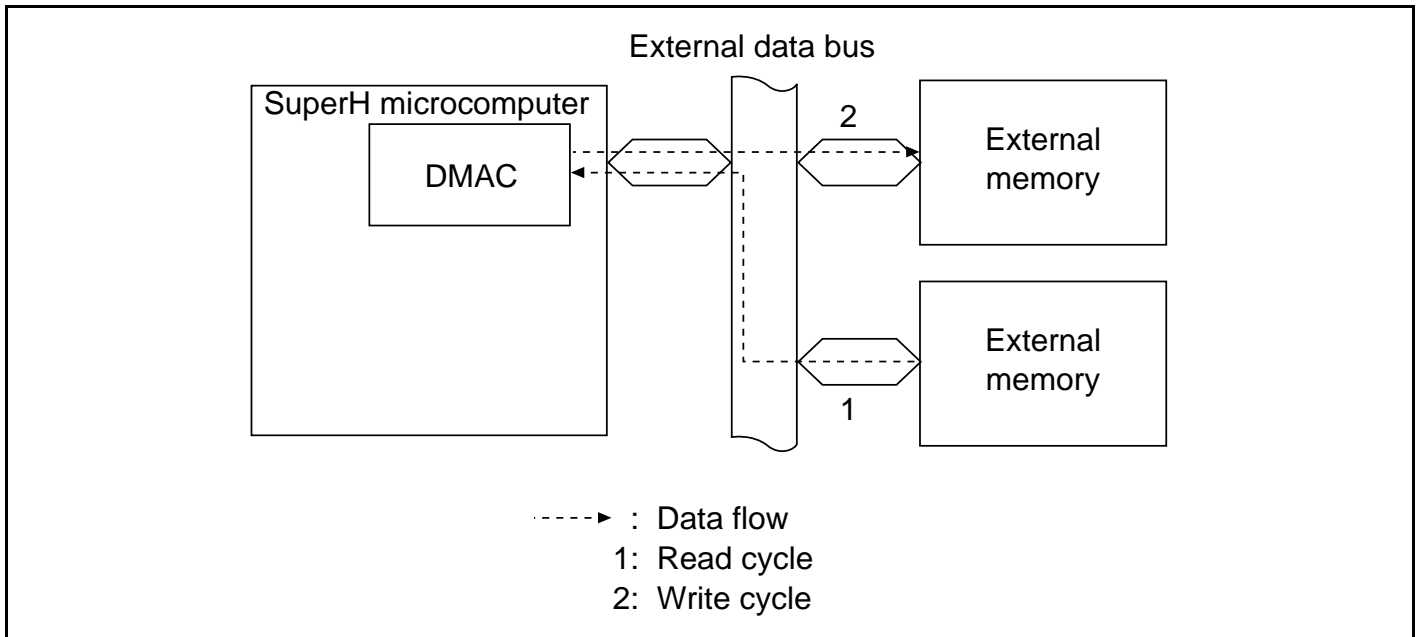 External data bus
SuperH microcomputer
DMAC
2
External
memory
External
memory
1
: Data flow
1: Read cycle
2: Write cycle